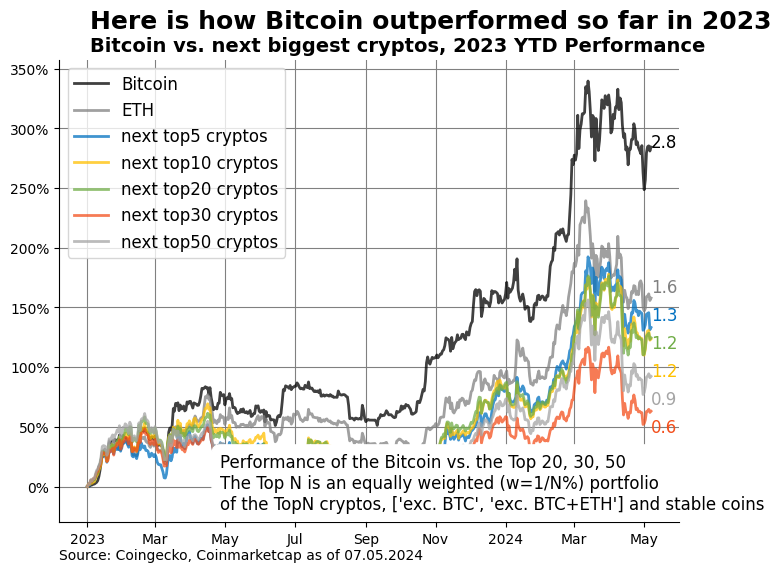 Here is how Bitcoin outperformed so far in 2023
Bitcoin vs. next biggest cryptos, 2023 YTD Performance
350%
300%
250%
200%
150%
100%
50%
0%
Bitcoin
ETH
next top5 cryptos
next top10 cryptos
next top20 cryptos
next top30 cryptos
next top50 cryptos
2.8
1.6
1.3
1.2
1.2
0.9
0.6
Performance of the Bitcoin vs. the Top 20, 30, 50
The Top N is an equally weighted (w=1/N%) portfolio
of the TopN cryptos, ['exc. BTC', 'exc. BTC+ETH'] and stable coins
2023 Mar May Jul Sep Nov 2024 Mar May
Source: Coingecko, Coinmarketcap as of 07.05.2024